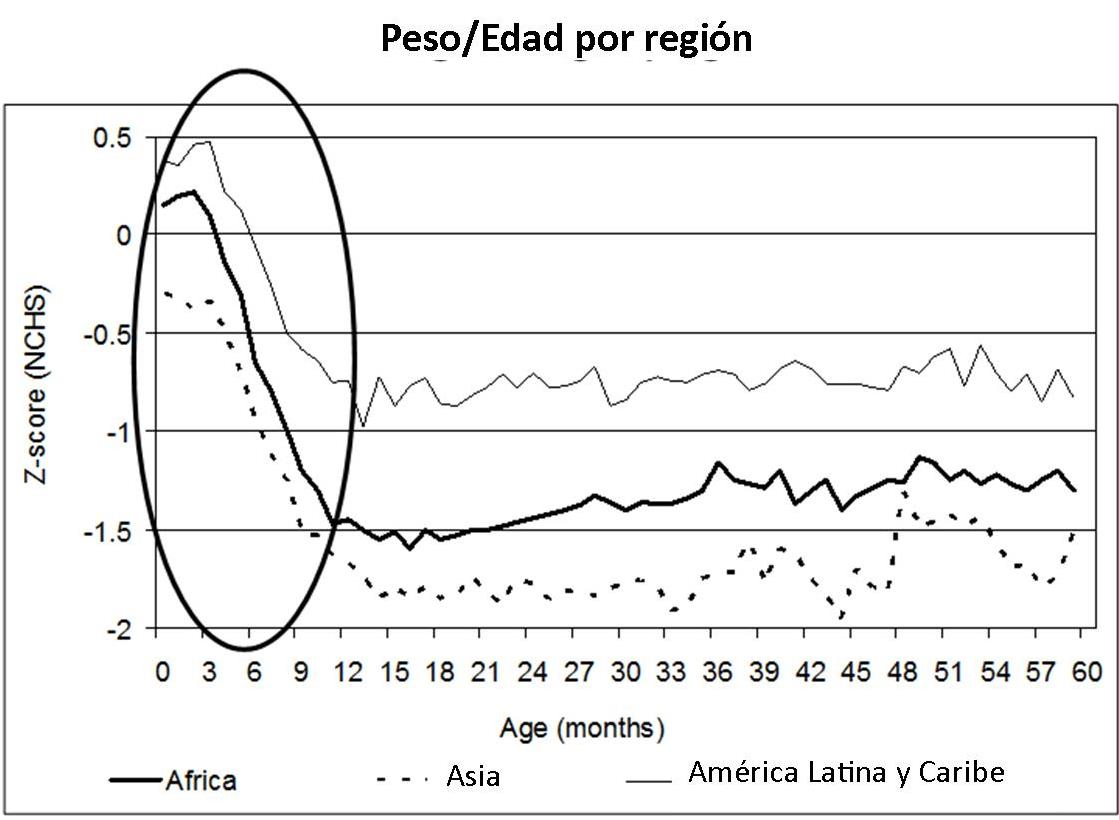 Peso/Edad por región
0.5
0
-0.5
-1
-1.5
-2
Z-score (NCHS)
0 3 6 9 12 15 18 21 24 27 30 33 36 39 42 45 48 51 54 57 60
Age (months)
Africa Asia América Latina y Caribe